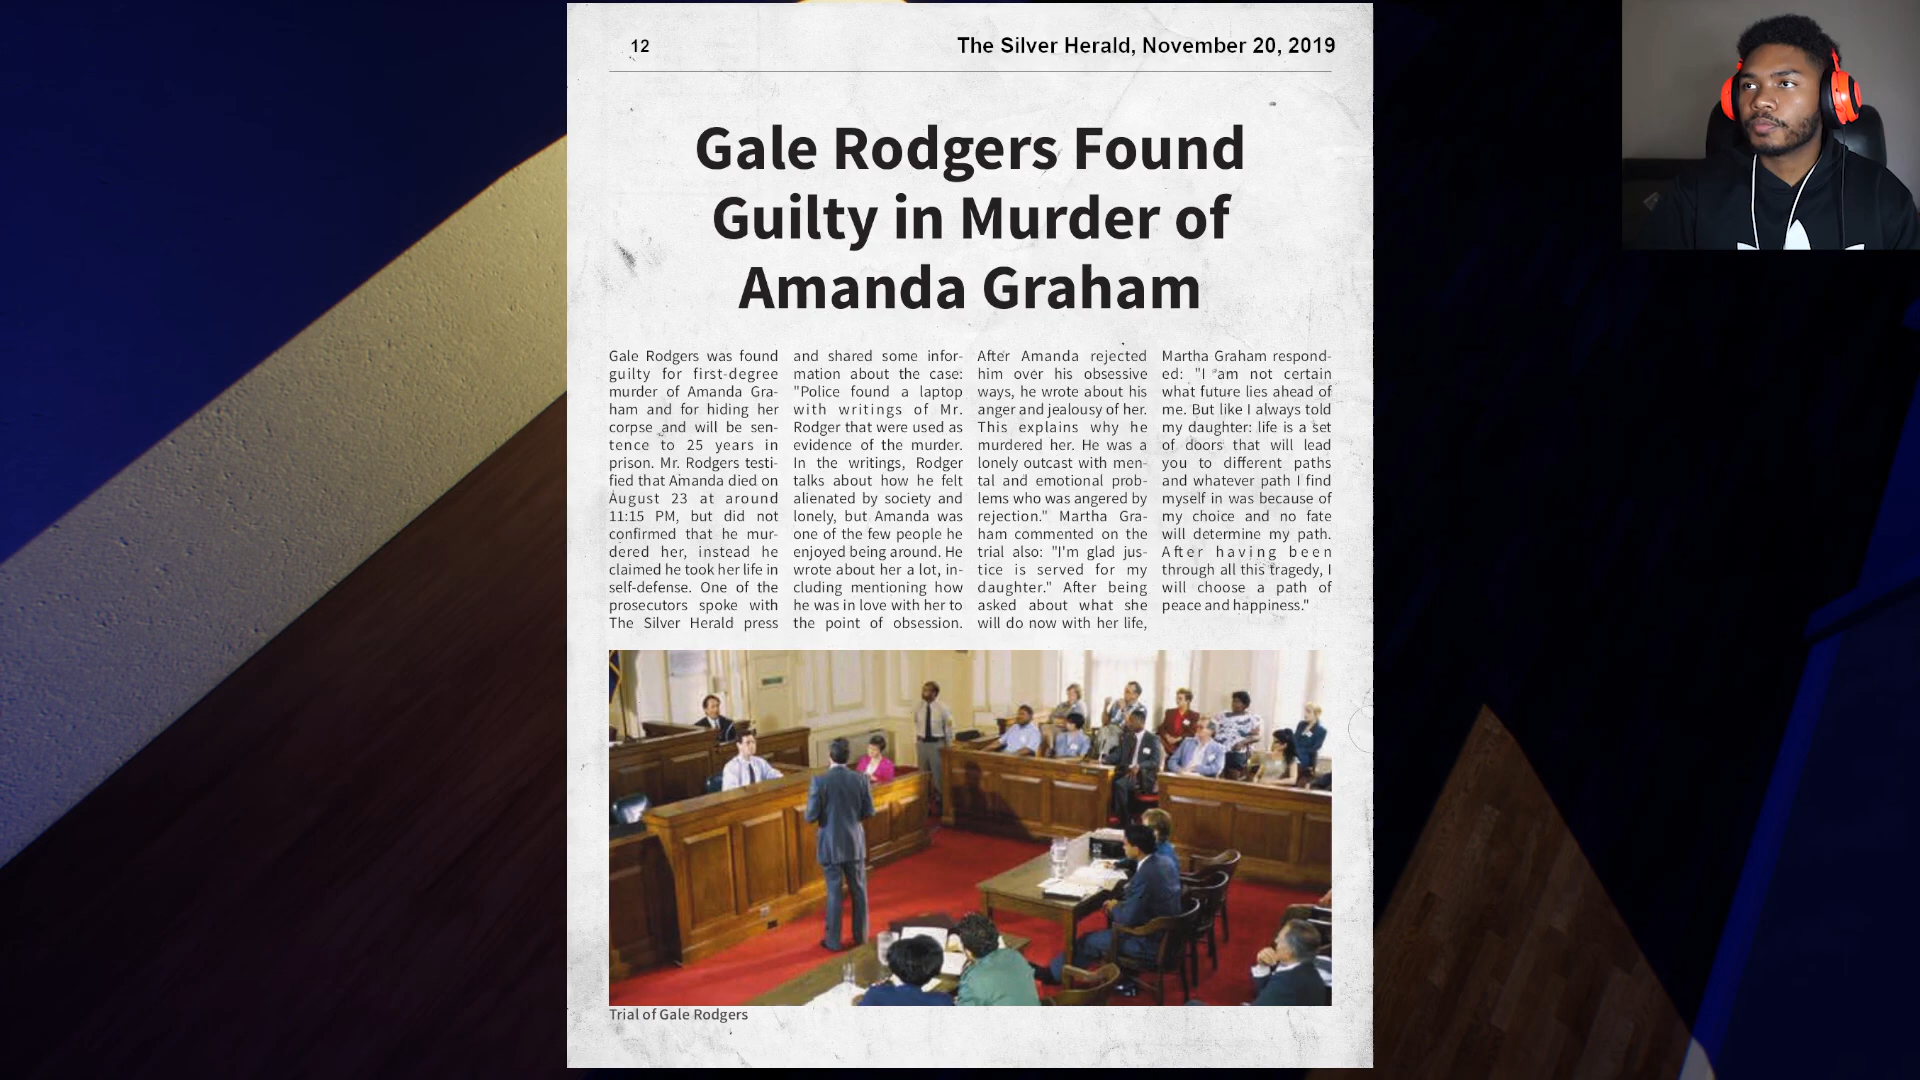 12
The Silver Herald, November 20, 2019
Gale Rodgers Found
Guilty in Murder of
Amanda Graham
Gale Rodgers was found
guilty for first-degree
murder of Amanda Gra-
ham and for hiding her
corpse and will be sen-
tence to 25 years in
prison. Mr. Rodgers testi-
fied that Amanda died on
August 23 at around
11:15 PM, but did not
confirmed that he mur-
dered her, instead he
claimed he took her life in
self-defense. One of the
prosecutors spoke with
The Silver Herald press
and shared some infor-
mation about the case:
"Police found a laptop
with writings of Mr.
Rodger that were used as
evidence of the murder.
In the writings, Rodger
talks about how he felt
alienated by society and
lonely, but Amanda was
one of the few people he
enjoyed being around. He
wrote about her a lot, in-
cluding mentioning how
he was in love with her to
the point of obsession.
After Amanda rejected
him over his obsessive
ways, he wrote about his
anger and jealousy of her.
This explains why he
murdered her. He was a
lonely outcast with men-
tal and emotional prob-
lems who was angered by
rejection." Martha Gra-
ham commented on the
trial also: "I'm glad jus-
tice is served for my
daughter." After being
asked about what she
will do now with her life,
Martha Graham respond-
ed: "I am not certain
what future lies ahead of
me. But like I always told
my daughter: life is a set
of doors that will lead
you to different paths
and whatever path I find
myself in was because of
my choice and no fate
will determine my path.
After having been
through all this tragedy, I
will choose a path of
peace and happiness."
Trial of Gale Rodgers